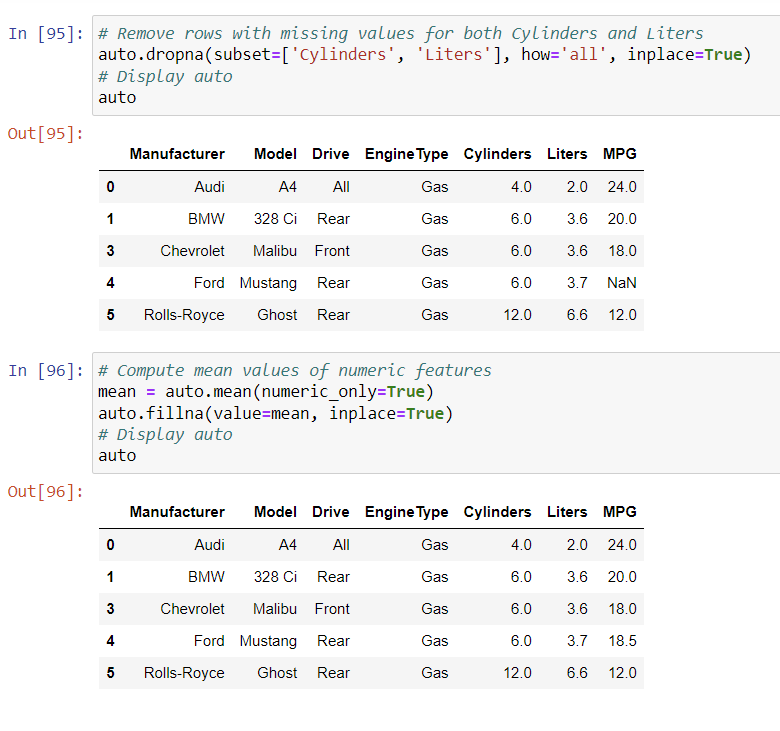 In [95]: # Remove rows with missing values for both Cylinders and Liters
auto.dropna(subset=['Cylinders', 'Liters'], how='all', inplace=True)
# Display auto
auto
Out[95]:
Manufacturer Model Drive EngineType Cylinders Liters MPG
0 Audi A4 All Gas 4.0 2.0 24.0
1 BMW 328 Ci Rear Gas 6.0 3.6 20.0
3 Chevrolet Malibu Front Gas 6.0 3.6 18.0
4 Ford Mustang Rear Gas 6.0 3.7 NaN
5 Rolls-Royce Ghost Rear Gas 12.0 6.6 12.0
In [96]: # Compute mean values of numeric features
mean = auto.mean(numeric_only=True)
auto.fillna(value=mean, inplace=True)
# Display auto
auto
Out[96]:
Manufacturer Model Drive EngineType Cylinders Liters MPG
0 Audi A4 All Gas 4.0 2.0 24.0
1 BMW 328 Ci Rear Gas 6.0 3.6 20.0
3 Chevrolet Malibu Front Gas 6.0 3.6 18.0
4 Ford Mustang Rear Gas 6.0 3.7 18.5
5 Rolls-Royce Ghost Rear Gas 12.0 6.6 12.0